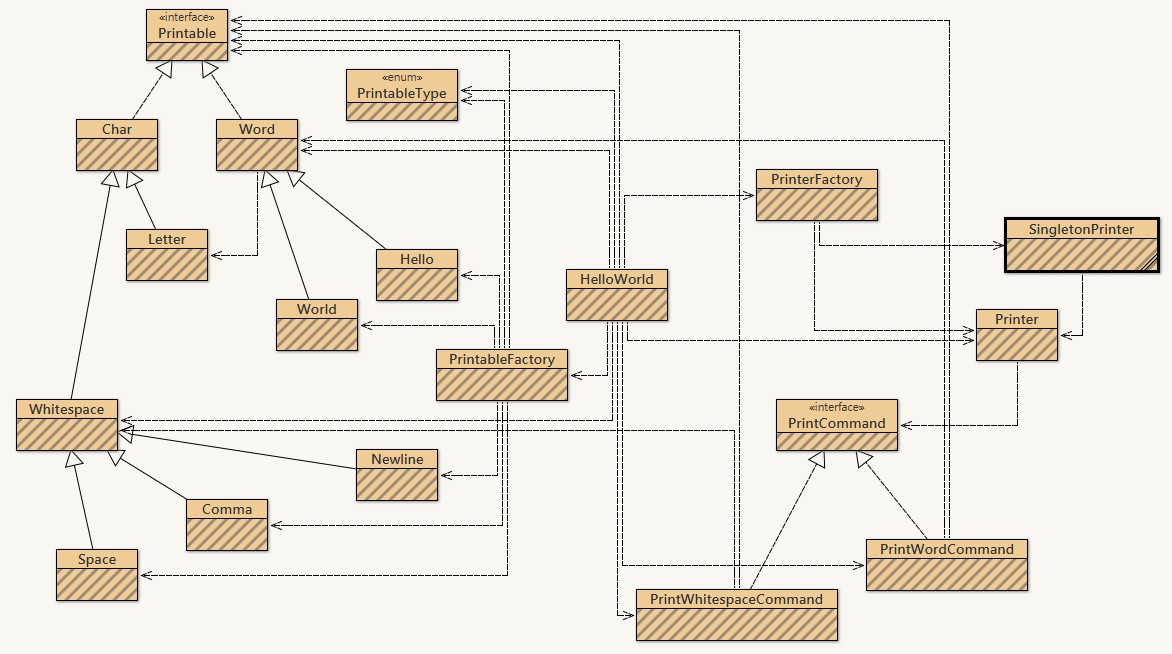 «interface»
Printable
«enum»
PrintableType
Char
Word
PrinterFactory
SingletonPrinter
Letter
Hello
HelloWorld
World
Printer
PrintableFactory
Whitespace
«interface»
PrintCommand
Newline
Comma
Space
PrintWordCommand
PrintWhitespaceCommand